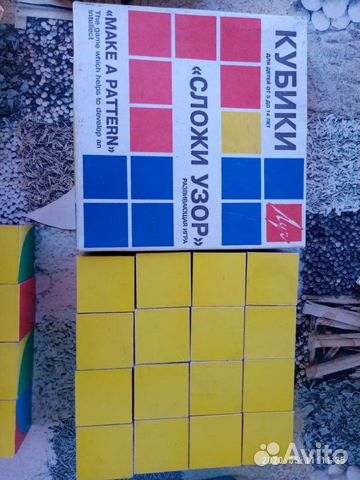 КУБИКИ
ДЛЯ ДЕТЕЙ ОТ 3 ДО 14 ЛЕТ
«СЛОЖИ УЗОР»
РАЗВИВАЮЩАЯ ИГРА
«MAKE A PATTERN»
The game which helps to develop an
intellect
Луч
Avito